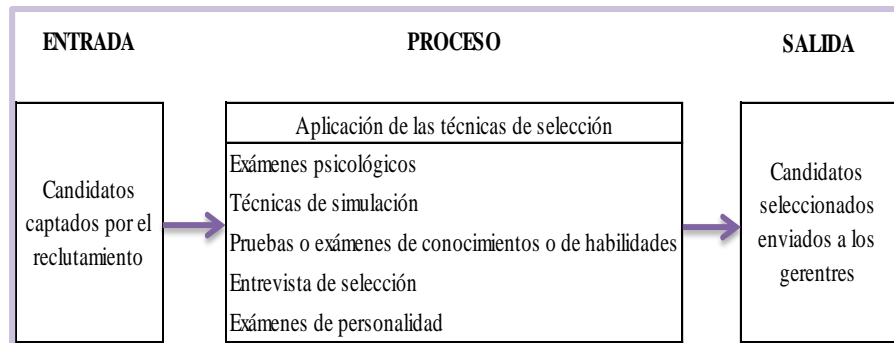 ENTRADA
PROCESO
SALIDA
Candidatos
captados por el
reclutamiento
Aplicación de las técnicas de selección
Exámenes psicológicos
Técnicas de simulación
Pruebas o exámenes de conocimientos o de habilidades
Entrevista de selección
Exámenes de personalidad
Candidatos
seleccionados
enviados a los
gerentres